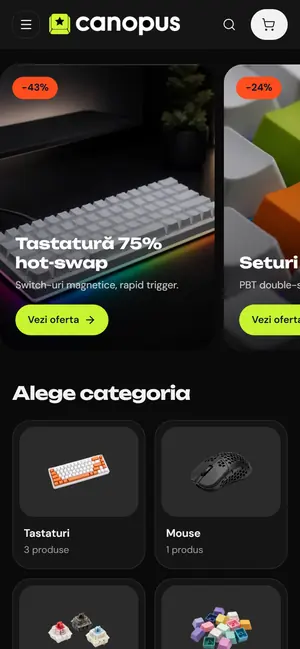 canopus
-43%
Tastatură 75%
hot-swap
Switch-uri magnetice, rapid trigger.
Vezi oferta →
-24%
Seturi
PBT double-s
Vezi oferta
Alege categoria
Tastaturi
3 produse
Mouse
1 produs